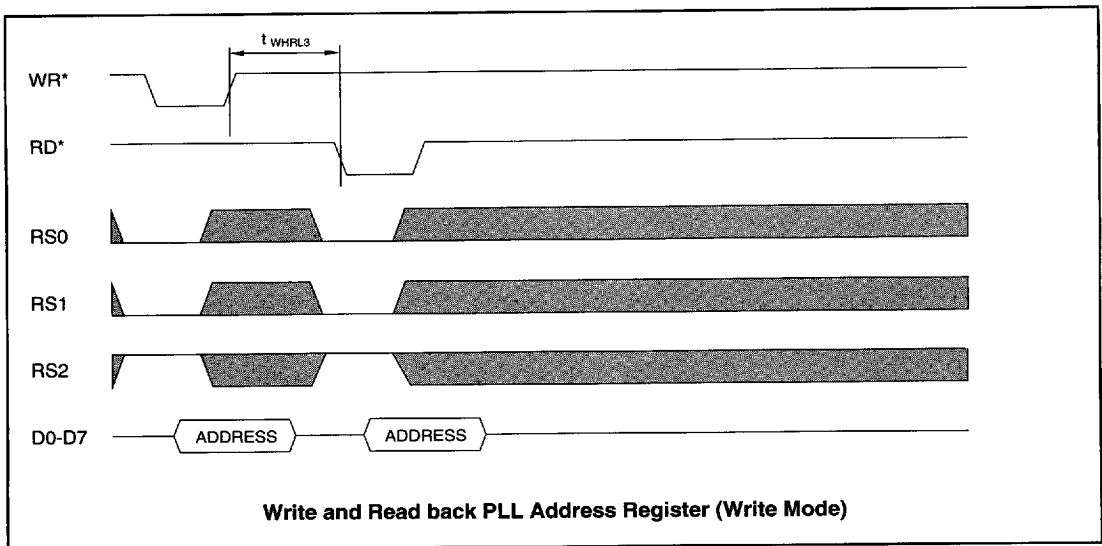 t WHRL3
WR*
RD*
RS0
RS1
RS2
D0-D7 ADDRESS ADDRESS
Write and Read back PLL Address Register (Write Mode)